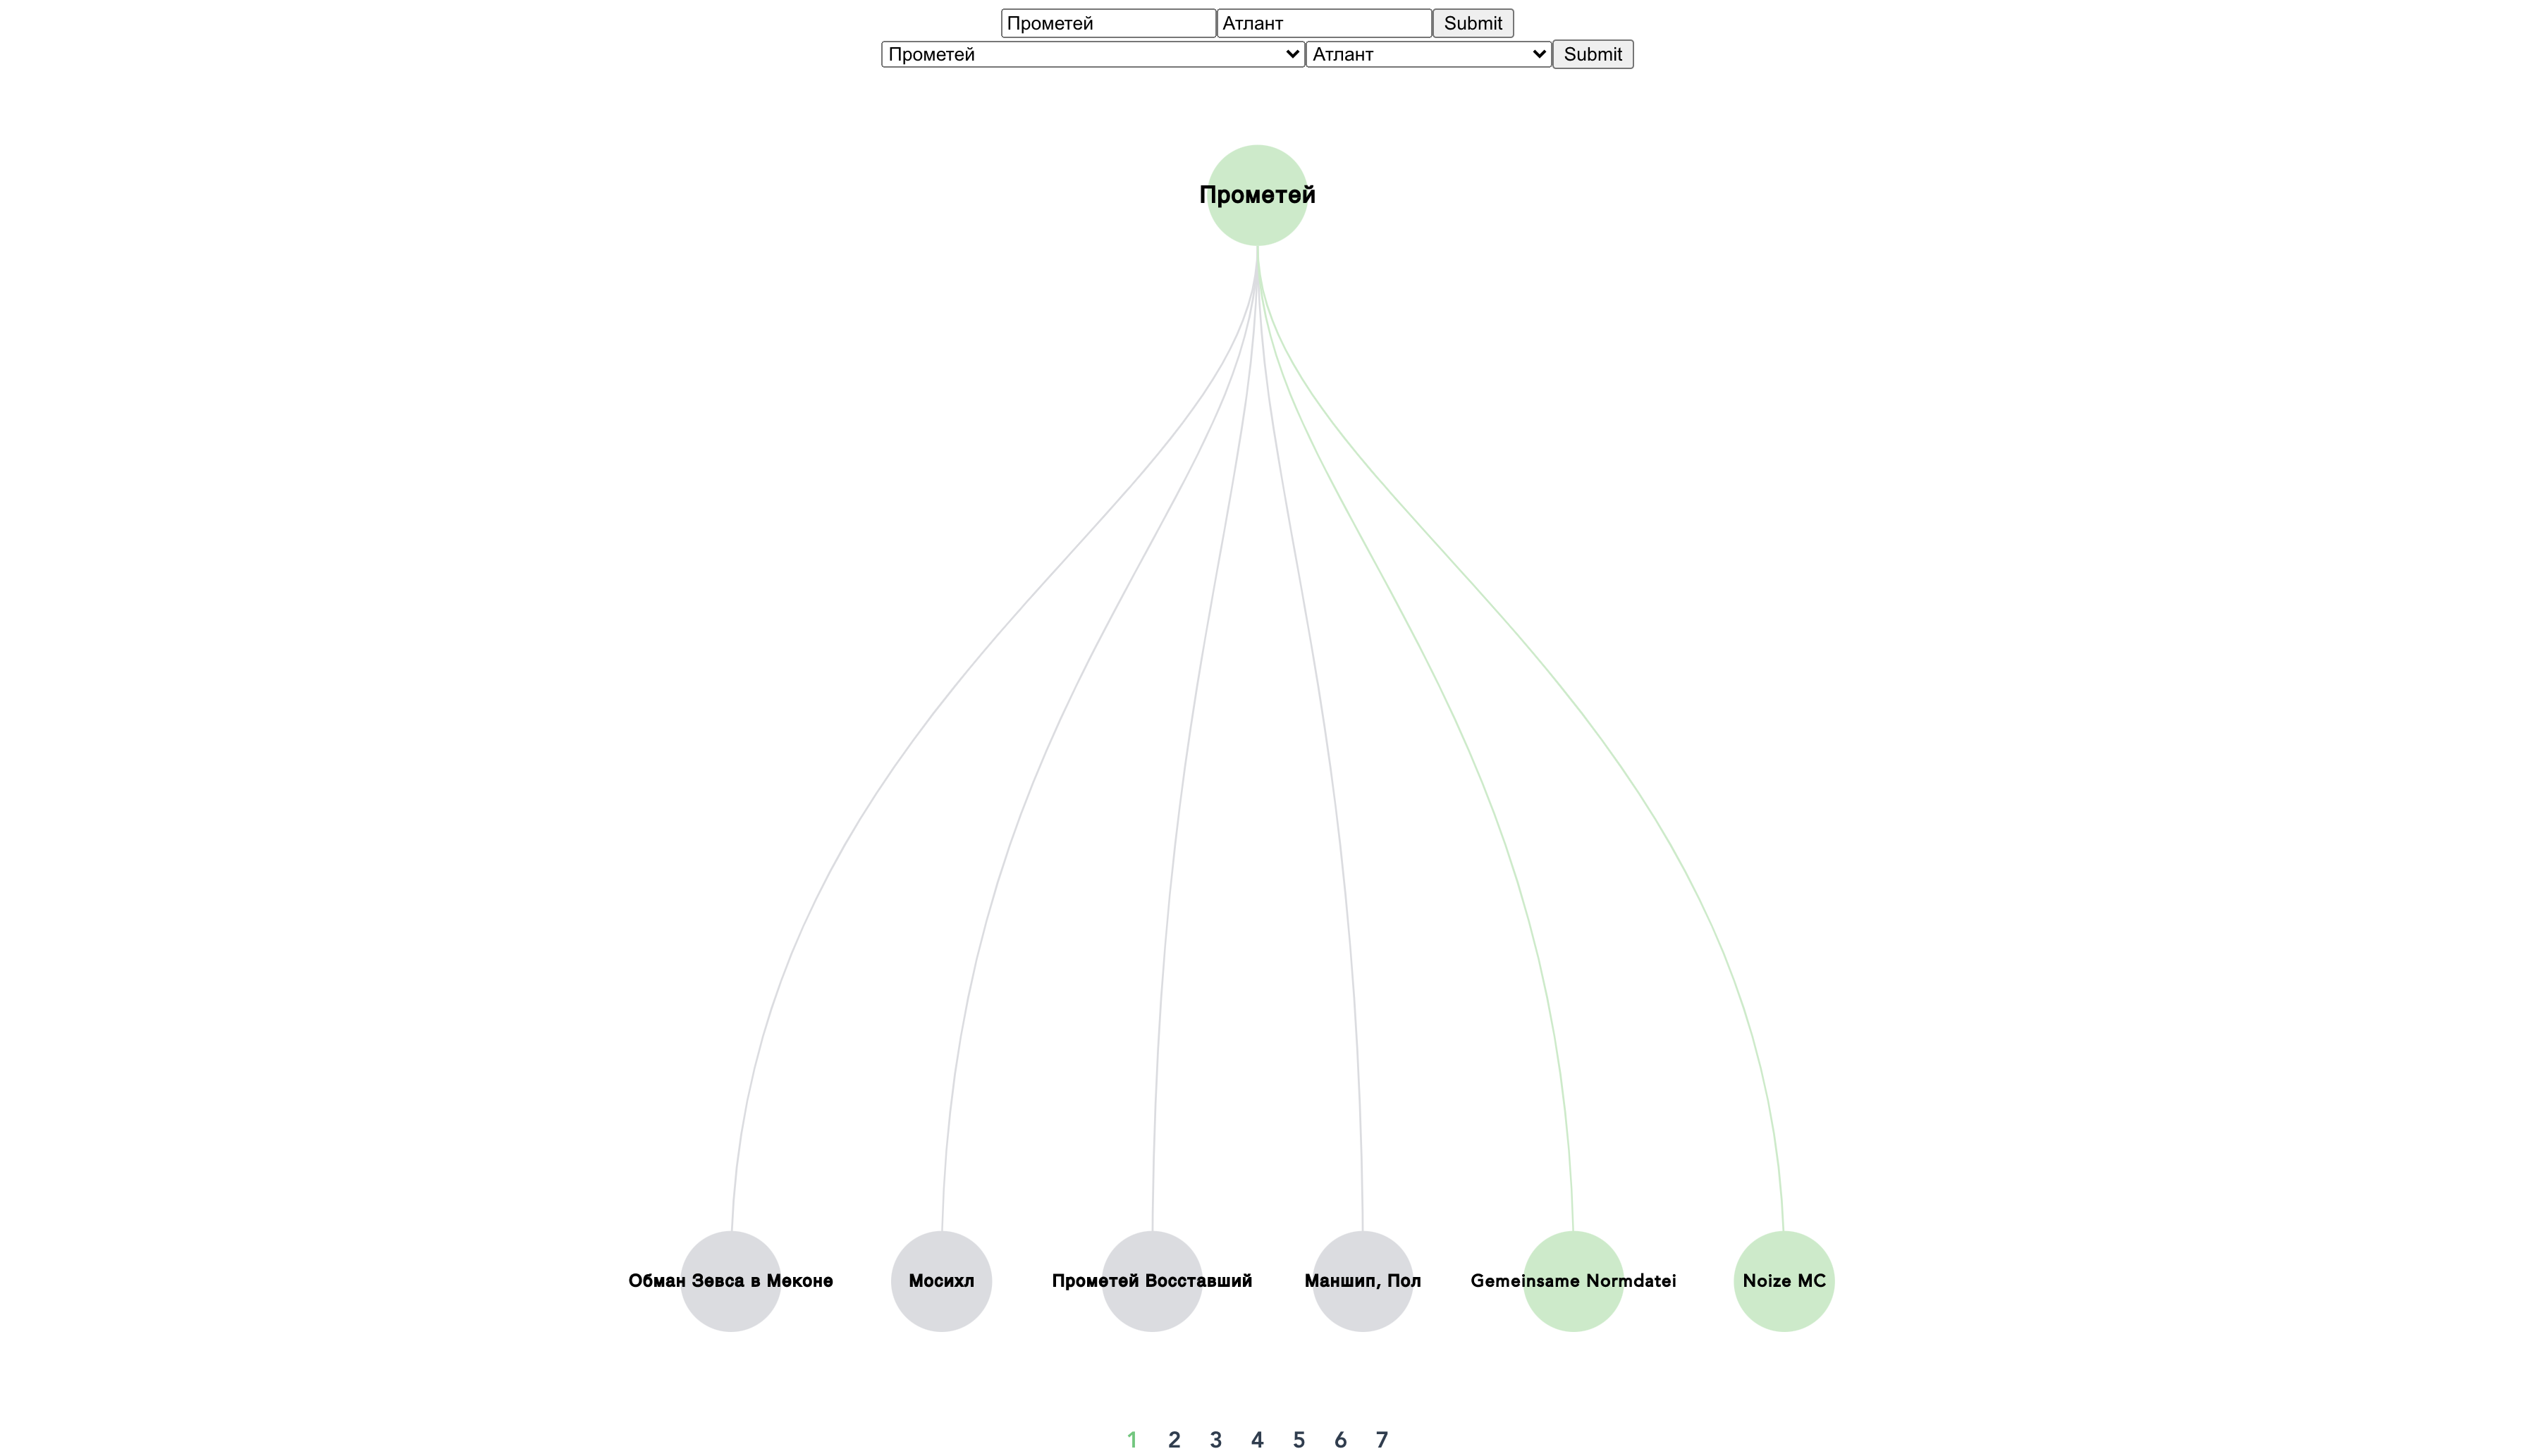 Прометей Атлант Submit
Прометей Атлант Submit
Прометей
Обман Зевса в Меконе Мосихл Прометей Восставший Маншип, Пол Gemeinsame Normdatei Noize MC
1 2 3 4 5 6 7